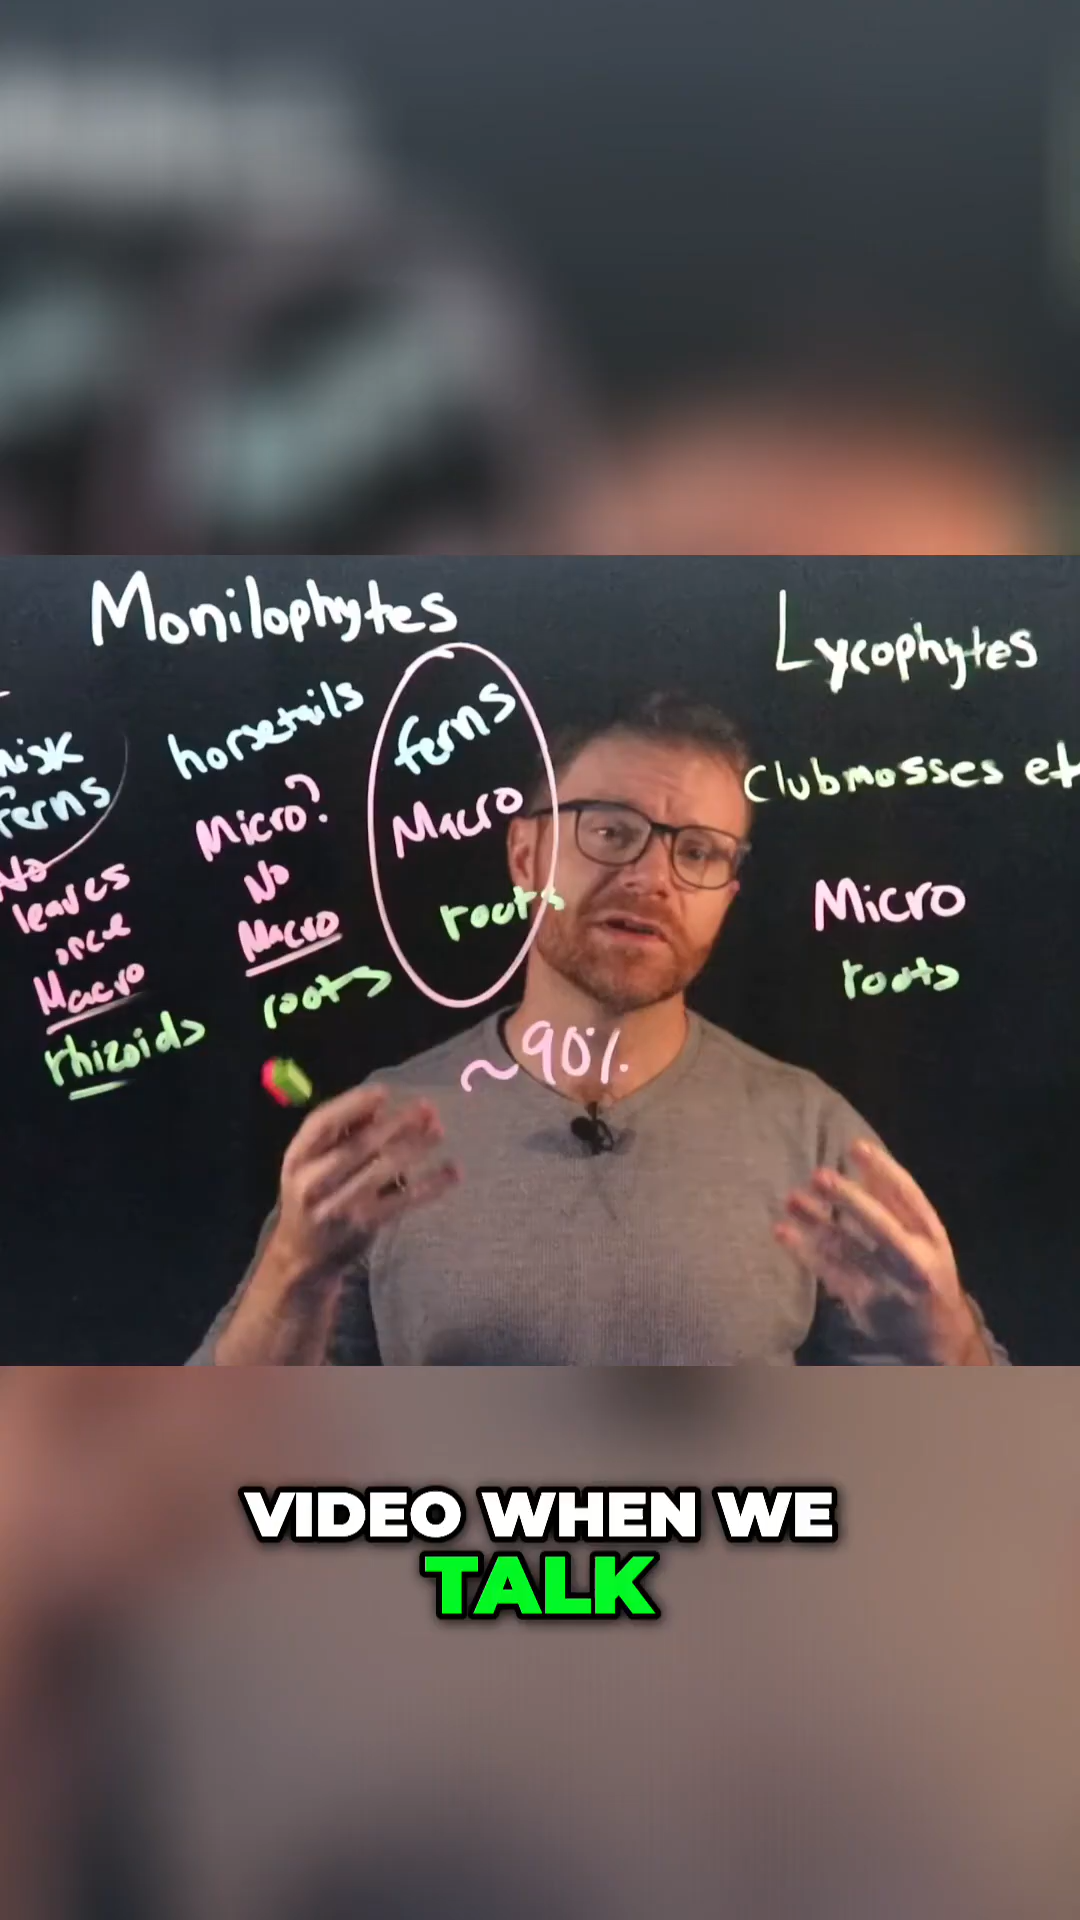 Monilophytes
Lycophytes
ferns
horsetails
ferns
Clubmosses et
No
leaves
once
Macro
rhizoids
Micro?
No
Macro
roots
Macro
roots
~90%
Micro
roots
VIDEO WHEN WE
TALK